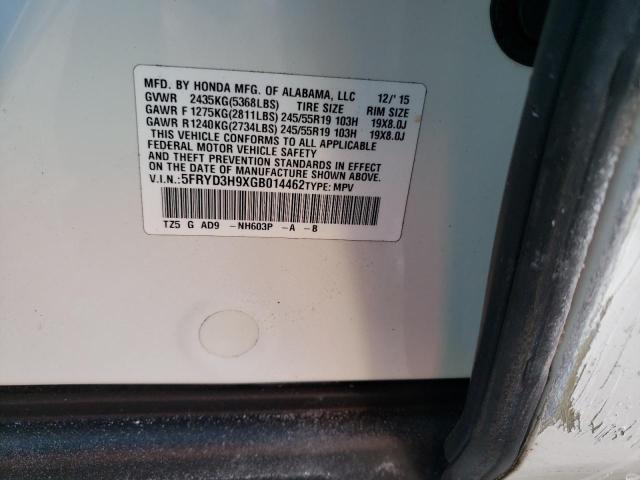 MFD. BY HONDA MFG. OF ALABAMA, LLC 12/'15
GVWR 2435KG(5368LBS) TIRE SIZE RIM SIZE
GAWR F 1275KG(2811LBS) 245/55R19 103H 19X8.0J
GAWR R 1240KG(2734LBS) 245/55R19 103H 19X8.0J
THIS VEHICLE CONFORMS TO ALL APPLICABLE
FEDERAL MOTOR VEHICLE SAFETY
AND THEFT PREVENTION STANDARDS IN EFFECT
ON THE DATE OF MANUFACTURE SHOWN ABOVE.
V.I.N.:5FRYD3H9XGB014462 TYPE: MPV
TZ5 G AD9 -NH603P -A -B